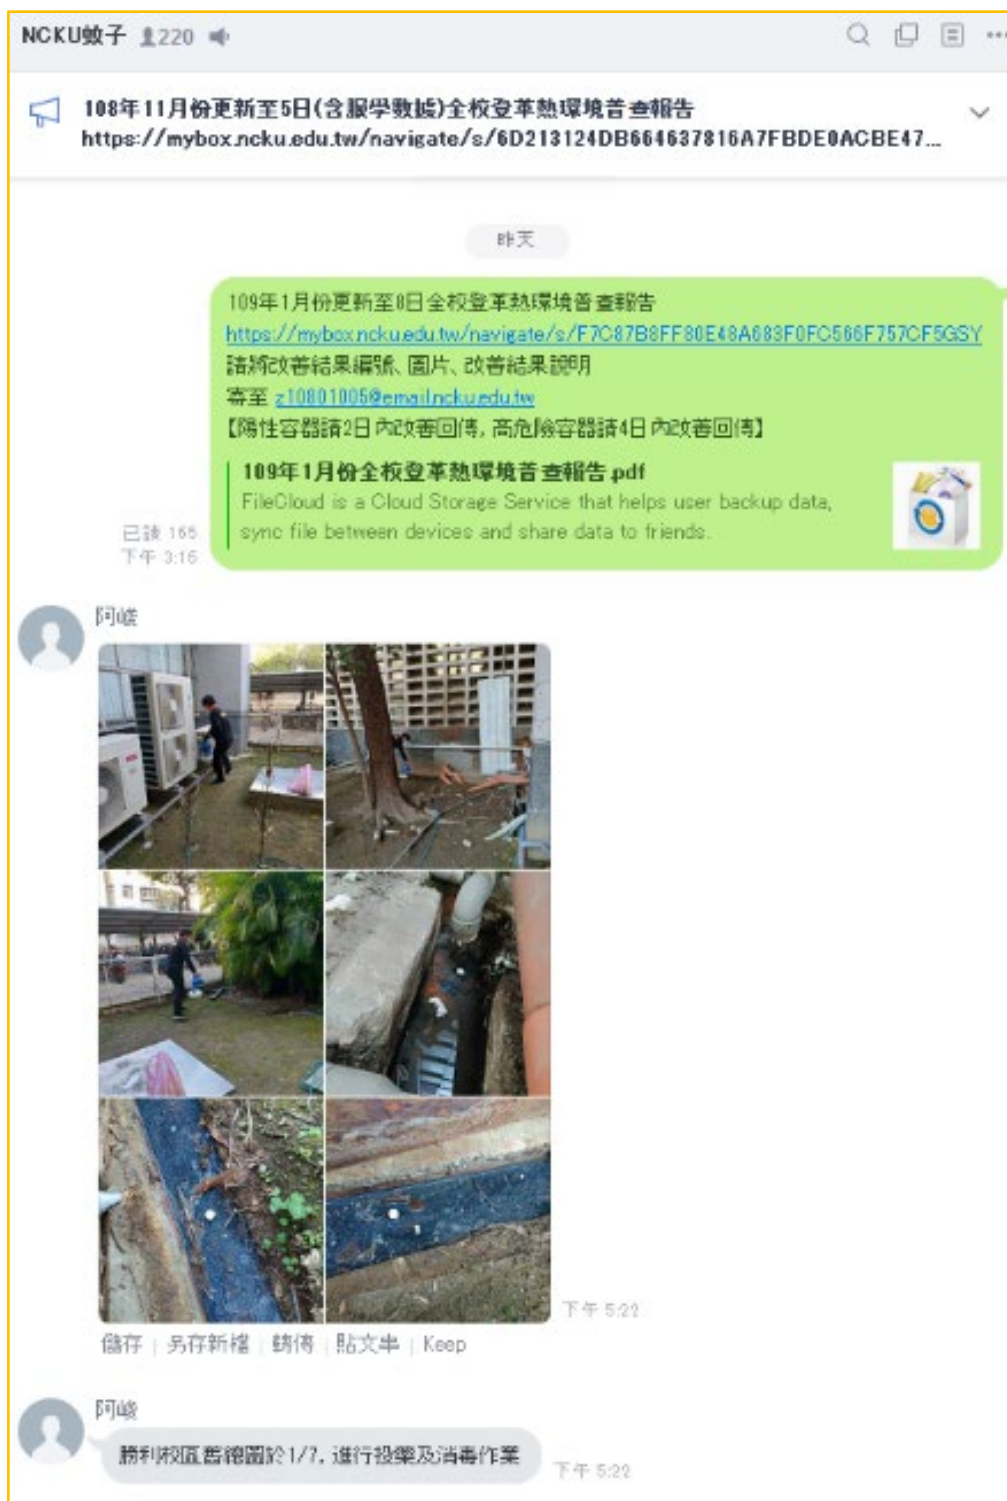 NCKU蚊子 220
108年11月份更新至5日(含服學數據)全校登革熱環境普查報告
https://mybox.ncku.edu.tw/navigate/s/6D213124DB664637816A7FBDE0ACBE47...
昨天
109年1月份更新至8日全校登革熱環境普查報告
https://mybox.ncku.edu.tw/navigate/s/F7C87B8FF80E48A683F0FC566F757CF5GSY
請將改善結果編號、圖片、改善結果說明
寄至 z10801005@email.ncku.edu.tw
【陽性容器請2日內改善回傳, 高危險容器請4日內改善回傳】
109年1月份全校登革熱環境普查報告.pdf
FileCloud is a Cloud Storage Service that helps user backup data,
sync file between devices and share data to friends.
已讀 165
下午 3:16
阿峻
下午 5:22
儲存 | 另存新檔 | 轉傳 | 貼文串 | Keep
阿峻
勝利校區舊總圖於1/7, 進行投藥及消毒作業
下午 5:22